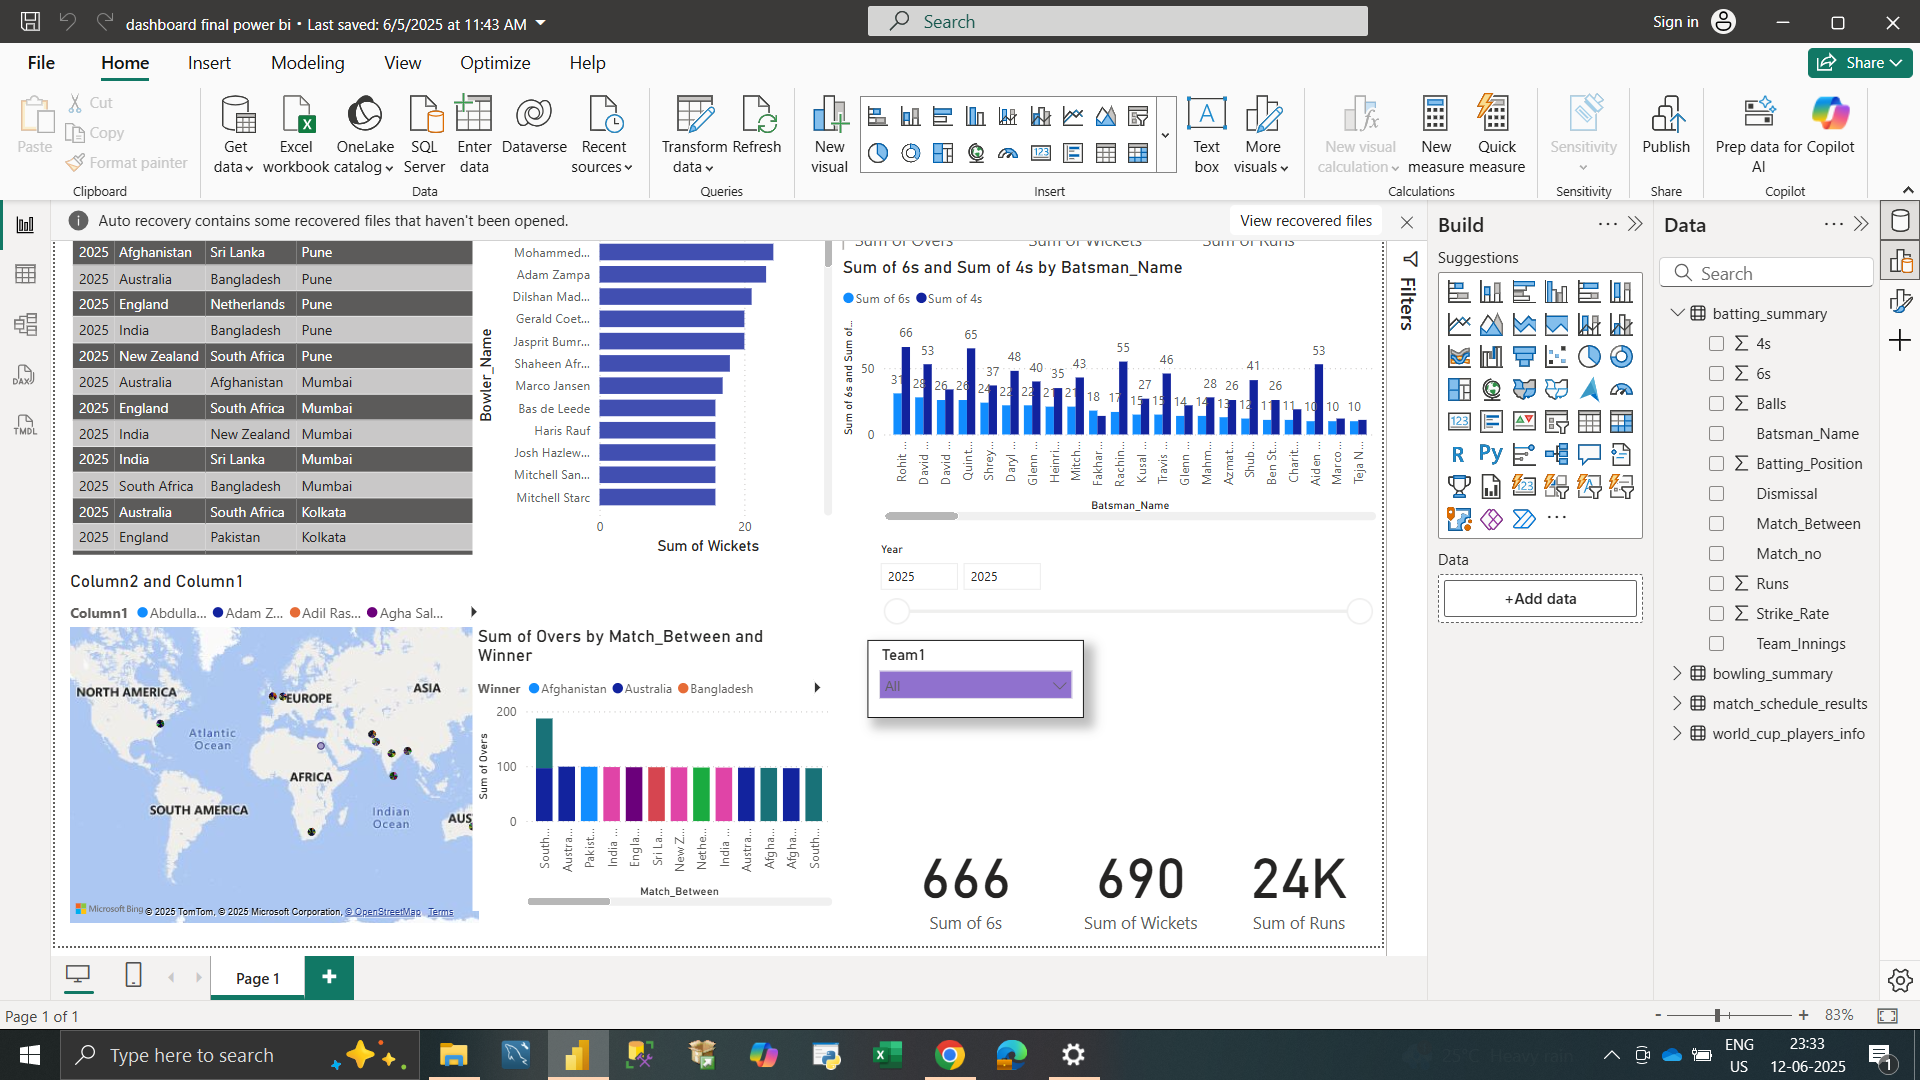 dashboard final power bi • Last saved: 6/5/2025 at 11:43 AM
Search
Sign in
File Home Insert Modeling View Optimize Help
Share
Paste
Cut
Copy
Format painter
Clipboard
Get data
Excel workbook
OneLake catalog
SQL Server
Enter data
Dataverse
Recent sources
Data
Transform data
Refresh
Queries
New visual
Text box
More visuals
Insert
New visual calculation
New measure
Quick measure
Calculations
Sensitivity
Sensitivity
Publish
Share
Prep data for AI
Copilot
Copilot
Auto recovery contains some recovered files that haven't been opened.
View recovered files
2025 Afghanistan Sri Lanka Pune
2025 Australia Bangladesh Pune
2025 England Netherlands Pune
2025 India Bangladesh Pune
2025 New Zealand South Africa Pune
2025 Australia Afghanistan Mumbai
2025 England South Africa Mumbai
2025 India New Zealand Mumbai
2025 India Sri Lanka Mumbai
2025 South Africa Bangladesh Mumbai
2025 Australia South Africa Kolkata
2025 England Pakistan Kolkata
Bowler_Name
Mohammed...
Adam Zampa
Dilshan Mad...
Gerald Coet...
Jasprit Bumr...
Shaheen Afr...
Marco Jansen
Bas de Leede
Haris Rauf
Josh Hazlew...
Mitchell San...
Mitchell Starc
0 20
Sum of Wickets
Sum of Overs Sum of Wickets Sum of Runs
Sum of 6s and Sum of 4s by Batsman_Name
Sum of 6s Sum of 4s
Sum of 6s and Sum of...
50
0
66 53 65 37 48 40 35 43 18 55 27 46 14 28 26 41 26 11 53 10 10
Rohit ...
David ...
David ...
Quint...
Shrey...
Daryl ...
Glenn ...
Heinri...
Mitch...
Fakhar...
Rachin...
Kusal ...
Travis ...
Glenn ...
Mahm...
Azmat...
Shub...
Ben St...
Charit...
Aiden ...
Marco...
Teja N...
Batsman_Name
Year
2025 2025
Team1
All
Column2 and Column1
Column1 Abdulla... Adam Z... Adil Ras... Agha Sal...
NORTH AMERICA
EUROPE
ASIA
Atlantic Ocean
AFRICA
SOUTH AMERICA
Indian Ocean
AUS
Microsoft Bing
© 2025 TomTom, © 2025 Microsoft Corporation, © OpenStreetMap Terms
Sum of Overs by Match_Between and Winner
Winner Afghanistan Australia Bangladesh
Sum of Overs
200
100
0
South...
Austra...
Pakist...
India ...
Engla...
Sri La...
New Z...
Nethe...
India ...
Austra...
Afgha...
Afgha...
South...
Match_Between
666 690 24K
Sum of 6s Sum of Wickets Sum of Runs
Filters
Build
Suggestions
Data
+Add data
Data
Search
batting_summary
4s
6s
Balls
Batsman_Name
Batting_Position
Dismissal
Match_Between
Match_no
Runs
Strike_Rate
Team_Innings
bowling_summary
match_schedule_results
world_cup_players_info
DAX
TMDL
Page 1
Page 1 of 1
- + 83%
Type here to search
ENG
US
23:33
12-06-2025
1